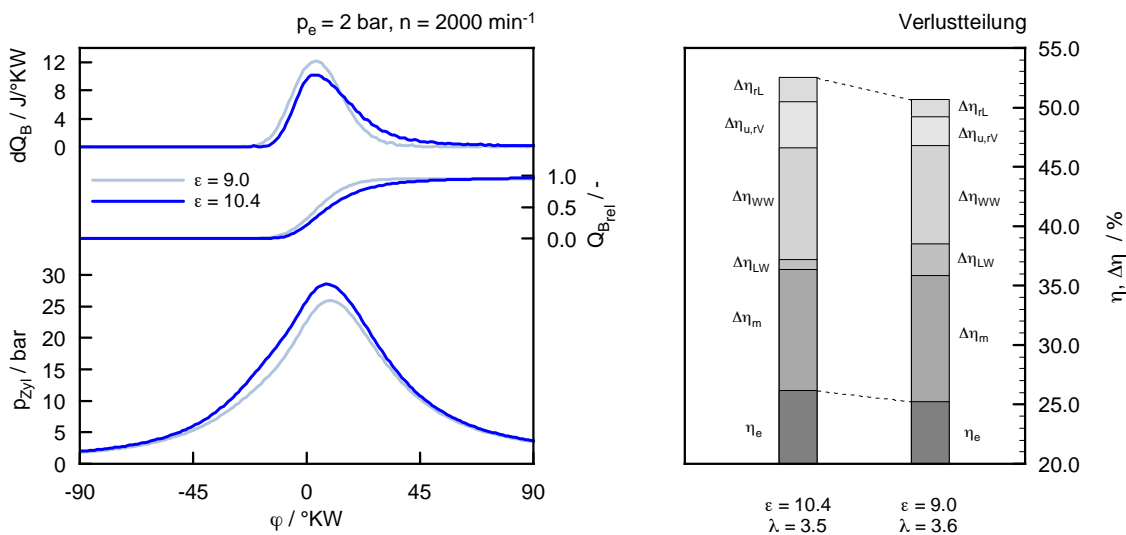 p_e = 2 bar, n = 2000 min⁻¹
dQ_B / J/°KW
12
8
4
0
ε = 9.0
ε = 10.4
1.0
0.5
0.0
Q_B_rel / -
p_Zyl / bar
30
25
20
15
10
5
0
-90
-45
0
45
90
φ / °KW
Verlustteilung
Δη_rL
Δη_u,rV
Δη_WW
Δη_LW
Δη_m
η_e
Δη_rL
Δη_u,rV
Δη_WW
Δη_LW
Δη_m
η_e
55.0
50.0
45.0
40.0
35.0
30.0
25.0
20.0
η, Δη / %
ε = 10.4
λ = 3.5
ε = 9.0
λ = 3.6